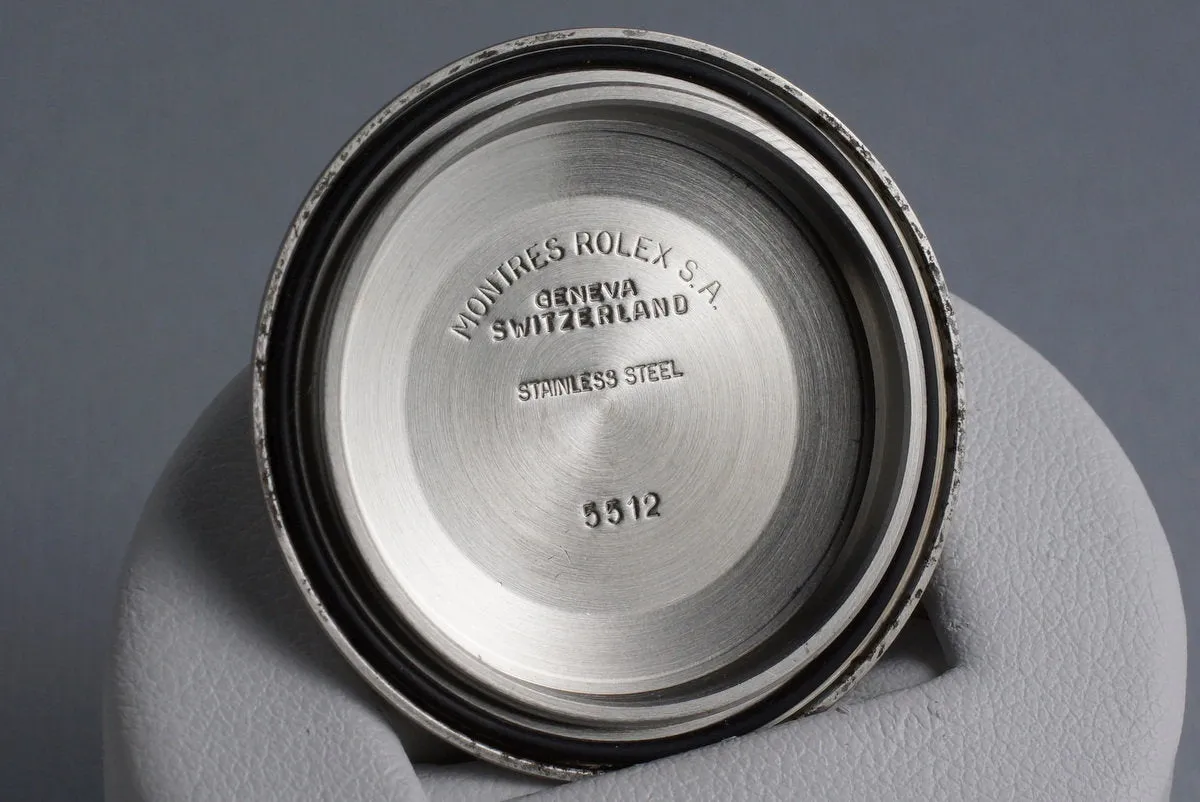 MONTRES ROLEX S.A.
GENEVA
SWITZERLAND
STAINLESS STEEL
5512